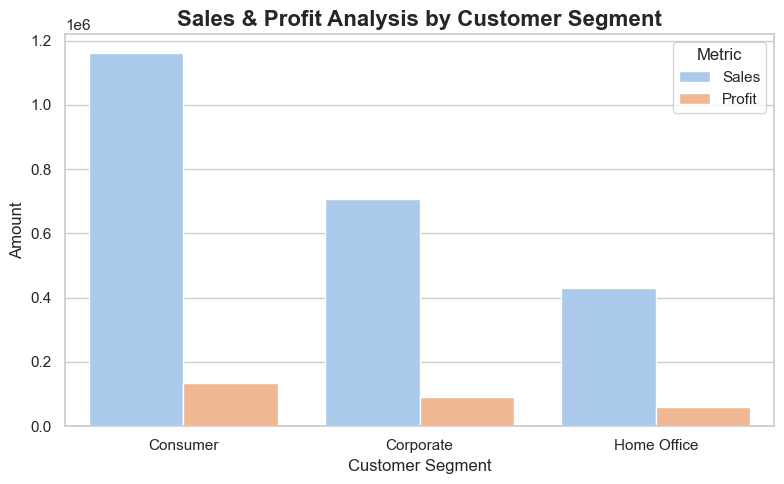 Sales & Profit Analysis by Customer Segment
1e6
1.2
1.0
0.8
0.6
0.4
0.2
0.0
Amount
Metric
Sales
Profit
Consumer
Corporate
Home Office
Customer Segment